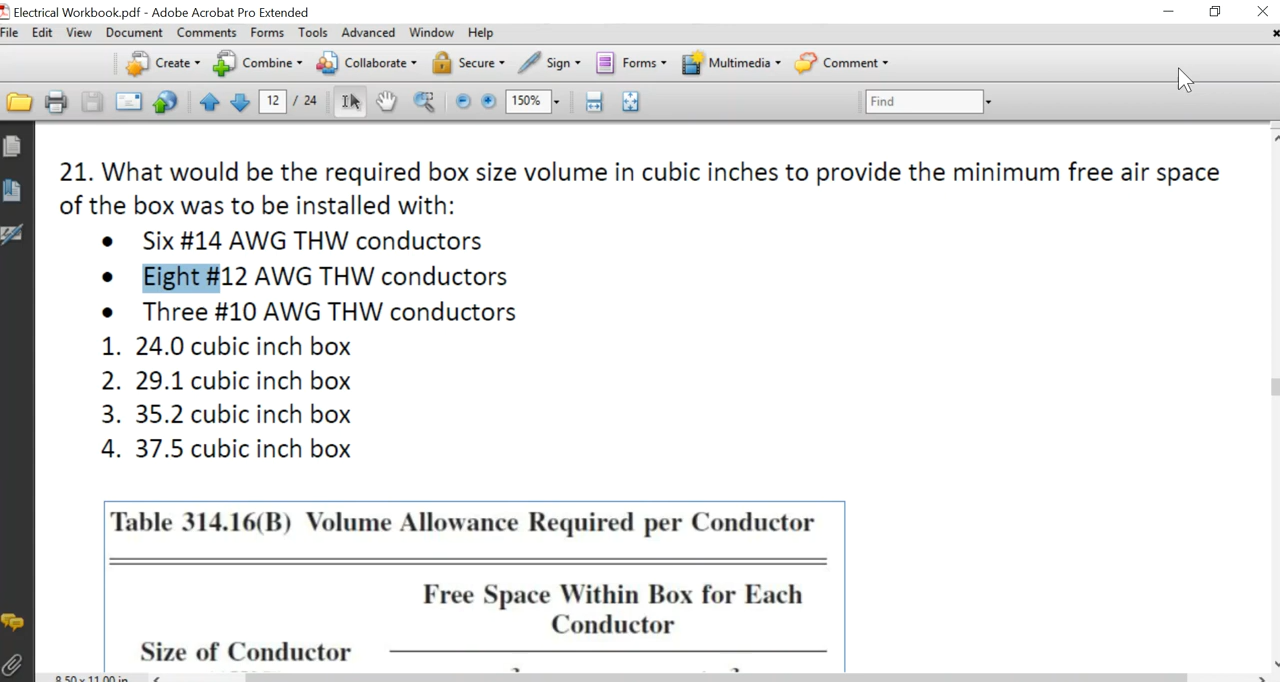 Electrical Workbook.pdf - Adobe Acrobat Pro Extended
File Edit View Document Comments Forms Tools Advanced Window Help
Create Combine Collaborate Secure Sign Forms Multimedia Comment
12 / 24 150% Find
21. What would be the required box size volume in cubic inches to provide the minimum free air space
of the box was to be installed with:
• Six #14 AWG THW conductors
• Eight #12 AWG THW conductors
• Three #10 AWG THW conductors
1. 24.0 cubic inch box
2. 29.1 cubic inch box
3. 35.2 cubic inch box
4. 37.5 cubic inch box
Table 314.16(B) Volume Allowance Required per Conductor
Free Space Within Box for Each
Conductor
Size of Conductor
8.50 x 11.00 in